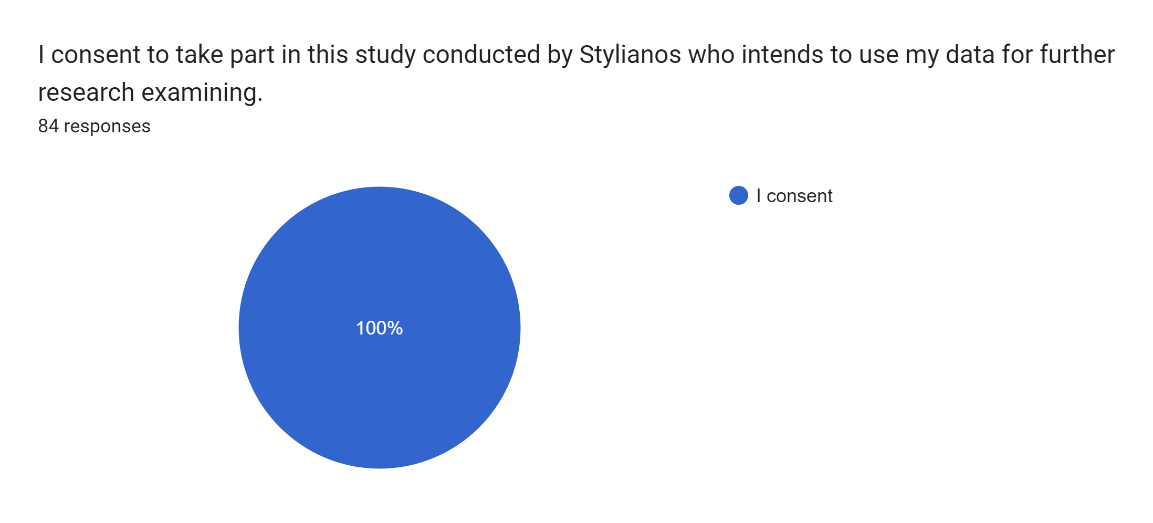 I consent to take part in this study conducted by Stylianos who intends to use my data for further
research examining.
84 responses
I consent
100%